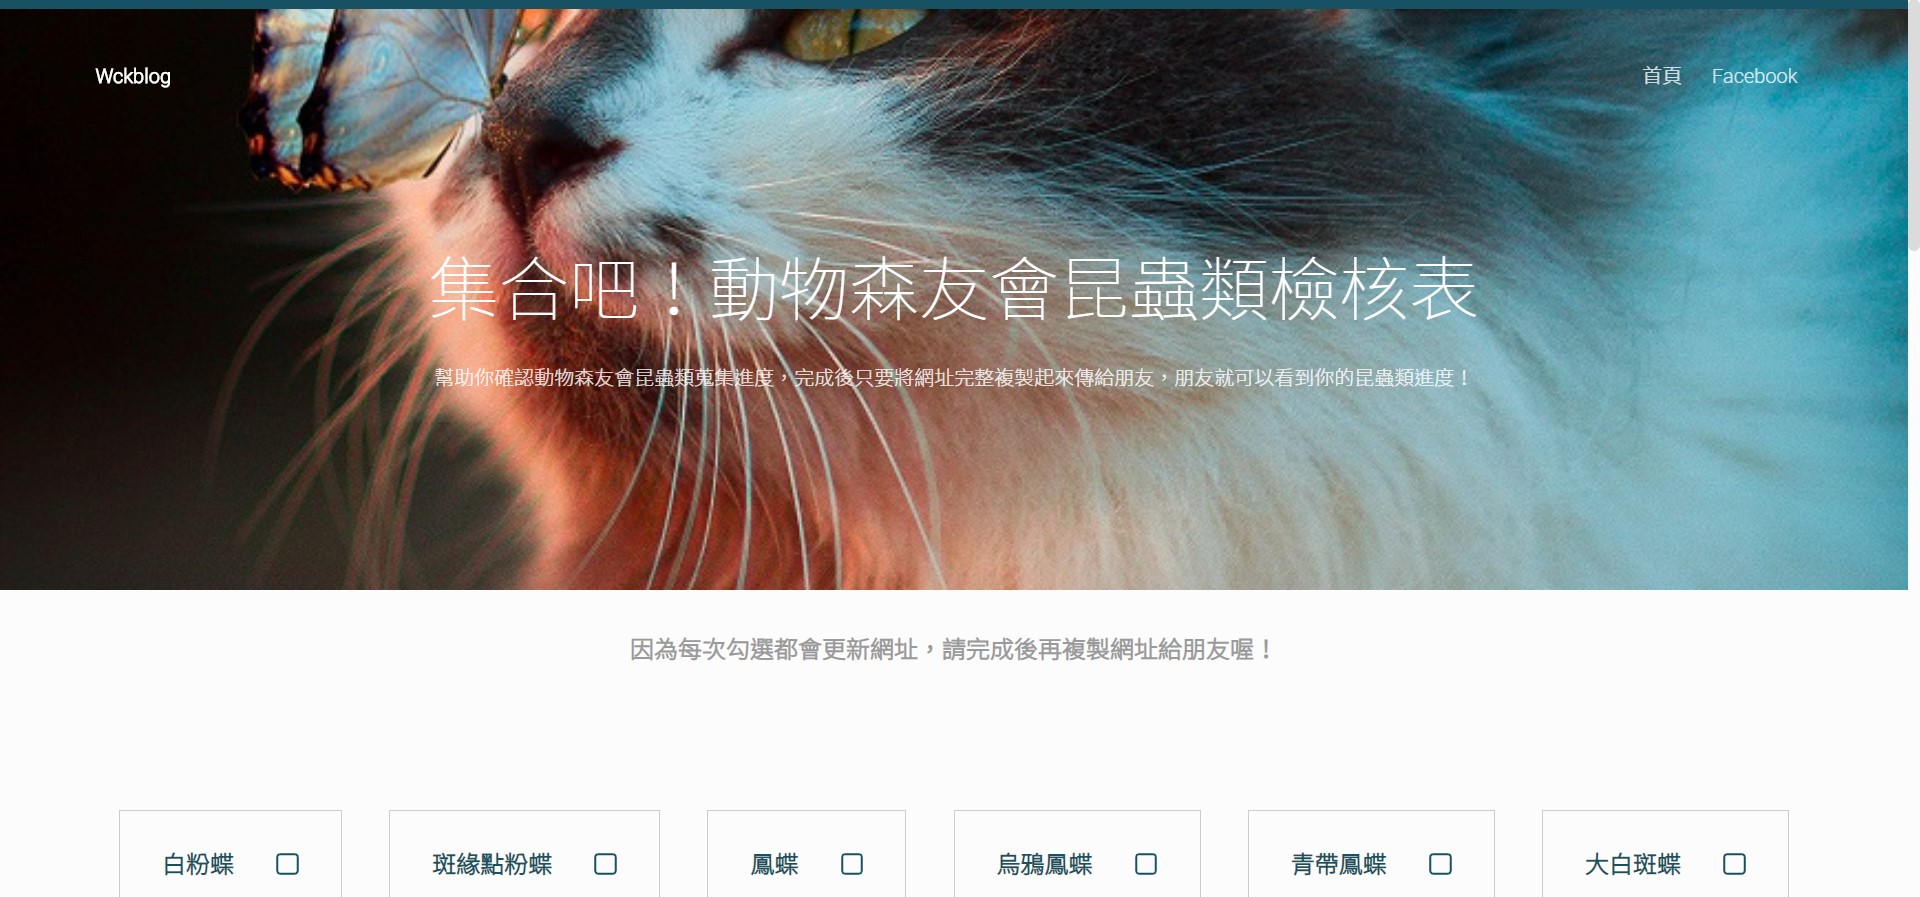 Wckblog
首頁 Facebook
集合吧！動物森友會昆蟲類檢核表
幫助你確認動物森友會昆蟲類蒐集進度，完成後只要將網址完整複製起來傳給朋友，朋友就可以看到你的昆蟲類進度！
因為每次勾選都會更新網址，請完成後再複製網址給朋友喔！
白粉蝶 斑緣點粉蝶 鳳蝶 烏鴉鳳蝶 青帶鳳蝶 大白斑蝶